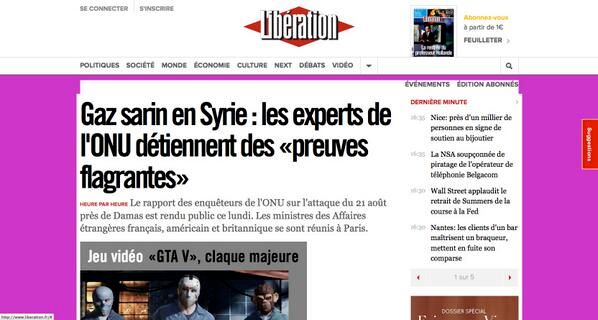 SE CONNECTER | S'INSCRIRE
Libération
Abonnez-vous
à partir de 1€
FEUILLETER >
POLITIQUES SOCIÉTÉ MONDE ÉCONOMIE CULTURE NEXT DÉBATS VIDÉO
ÉVÉNEMENTS ÉDITION ABONNÉS
Gaz sarin en Syrie : les experts de
l'ONU détiennent des «preuves
flagrantes»
HEURE PAR HEURE Le rapport des enquêteurs de l'ONU sur l'attaque du 21 août
près de Damas est rendu public ce lundi. Les ministres des Affaires
étrangères français, américain et britannique se sont réunis à Paris.
Jeu vidéo «GTA V», claque majeure
DERNIÈRE MINUTE
16:35 Nice: près d'un millier de
personnes en signe de
soutien au bijoutier
16:35 La NSA soupçonnée de
piratage de l'opérateur de
téléphonie Belgacom
16:30 Wall Street applaudit le
retrait de Summers de la
course à la Fed
16:30 Nantes: les clients d'un bar
maîtrisent un braqueur,
mettent en fuite son
comparse
1 sur 5
DOSSIER SPÉCIAL
Suggestions
http://www.liberation.fr/#